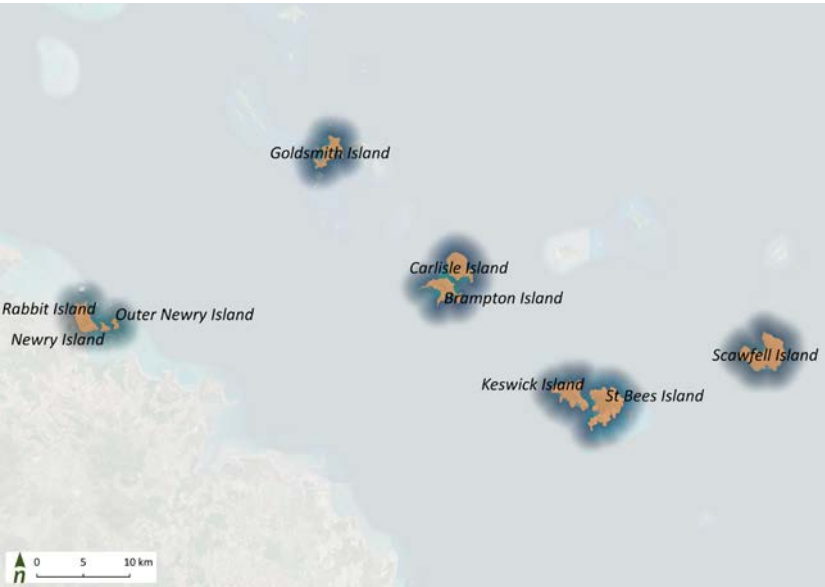 Goldsmith Island
Carlisle Island
Brampton Island
Rabbit Island
Outer Newry Island
Newry Island
Scawfell Island
Keswick Island
St Bees Island
n
0 5 10 km